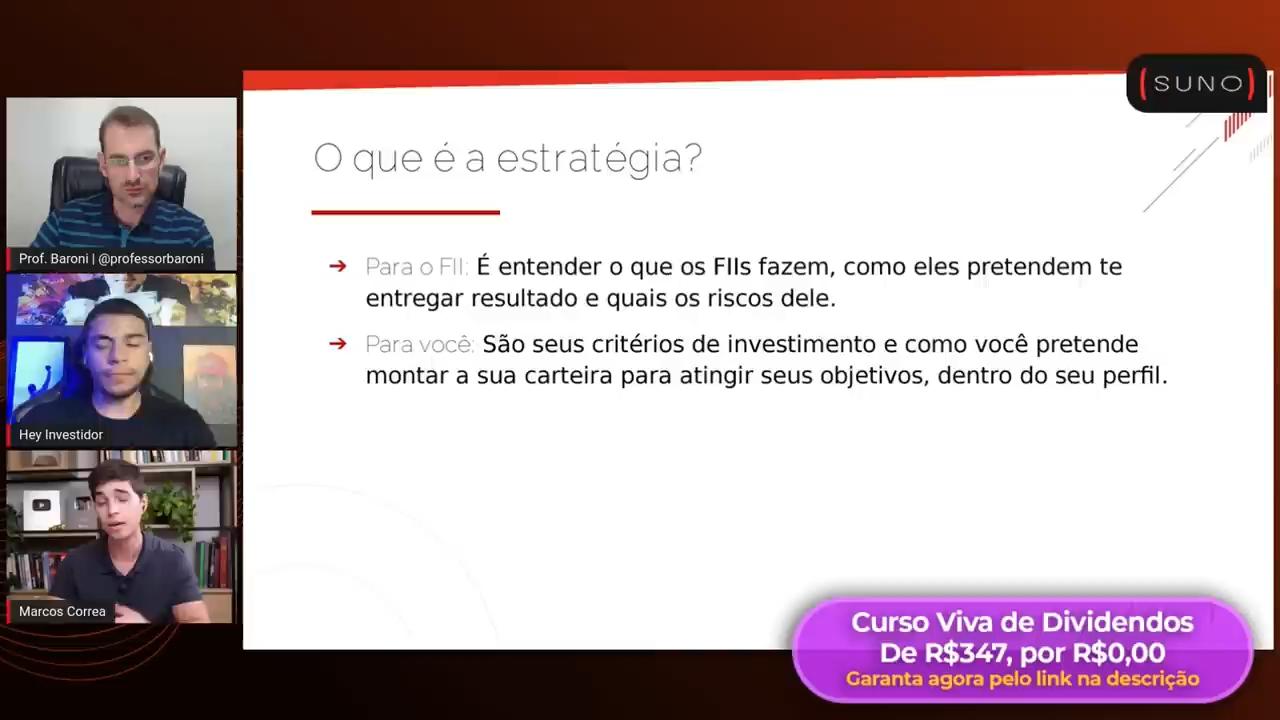 (SUNO)
O que é a estratégia?
➔ Para o FII: É entender o que os FIIs fazem, como eles pretendem te
entregar resultado e quais os riscos dele.
➔ Para você: São seus critérios de investimento e como você pretende
montar a sua carteira para atingir seus objetivos, dentro do seu perfil.
Prof. Baroni | @professorbaroni
Hey Investidor
Marcos Correa
Curso Viva de Dividendos
De R$347, por R$0,00
Garanta agora pelo link na descrição